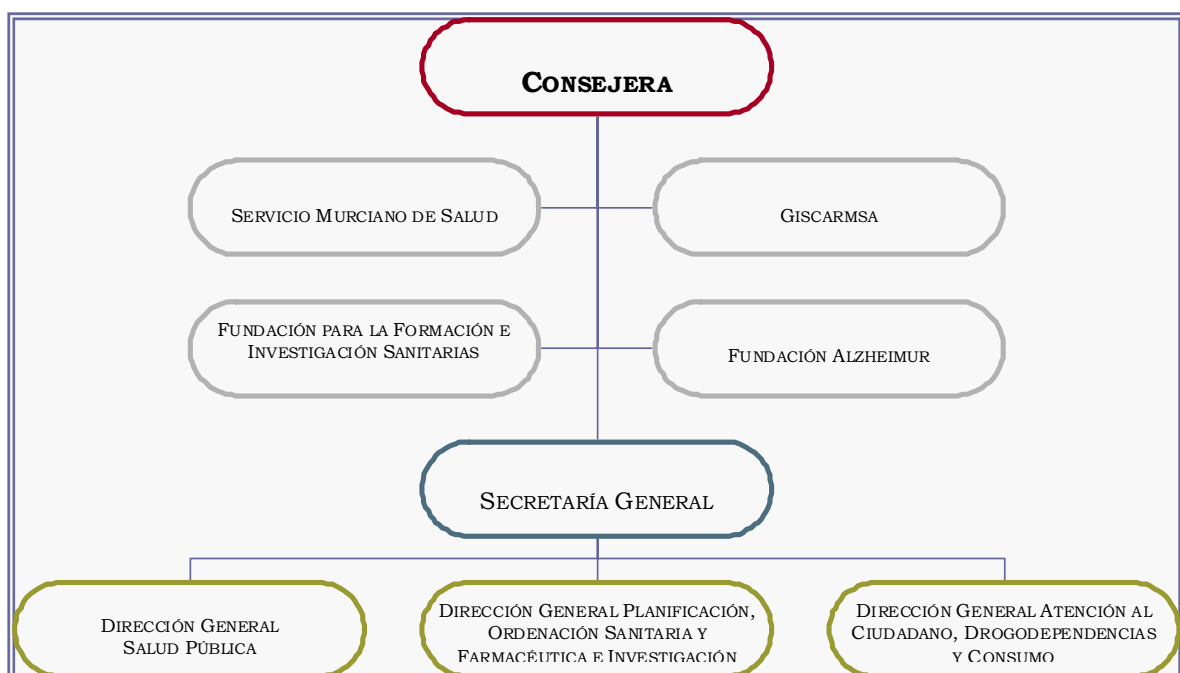 CONSEJERA
SERVICIO MURCIANO DE SALUD
GISCARMSA
FUNDACIÓN PARA LA FORMACIÓN E
INVESTIGACIÓN SANITARIAS
FUNDACIÓN ALZHEIMUR
SECRETARÍA GENERAL
DIRECCIÓN GENERAL
SALUD PÚBLICA
DIRECCIÓN GENERAL PLANIFICACIÓN,
ORDENACIÓN SANITARIA Y
FARMACÉUTICA E INVESTIGACIÓN
DIRECCIÓN GENERAL ATENCIÓN AL
CIUDADANO, DROGODEPENDENCIAS
Y CONSUMO